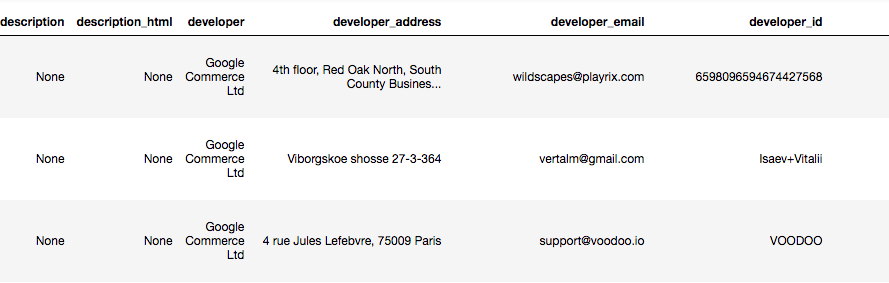 description description_html developer developer_address developer_email developer_id
None None Google Commerce Ltd 4th floor, Red Oak North, South County Busines... wildscapes@playrix.com 6598096594674427568
None None Google Commerce Ltd Viborgskoe shosse 27-3-364 vertalm@gmail.com Isaev+Vitalii
None None Google Commerce Ltd 4 rue Jules Lefebvre, 75009 Paris support@voodoo.io VOODOO